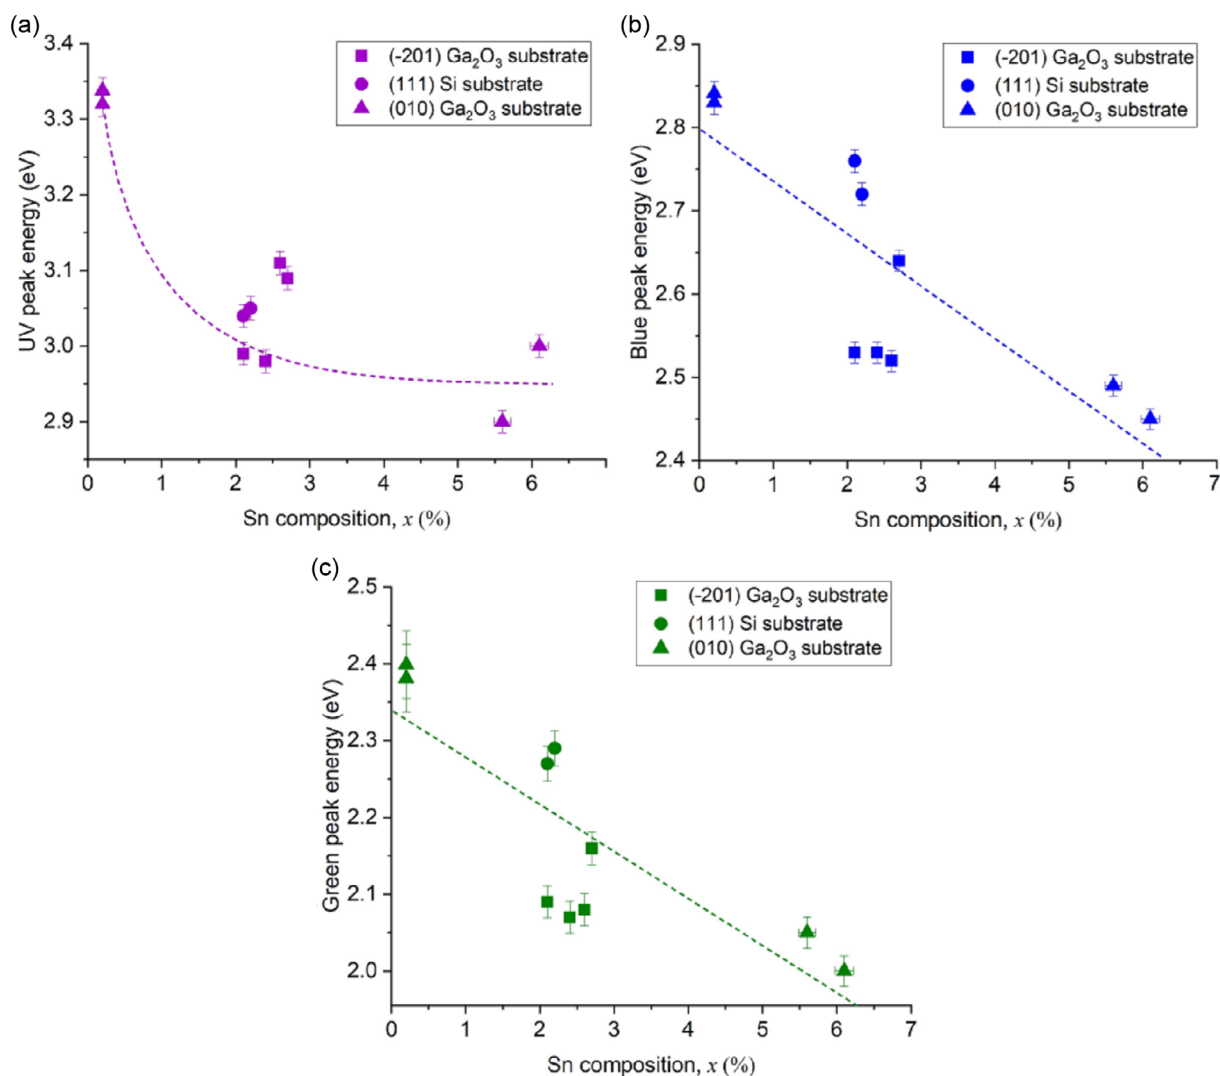 (a)
3.4
3.3
3.2
3.1
3.0
2.9
UV peak energy (eV)
(-201) Ga₂O₃ substrate
(111) Si substrate
(010) Ga₂O₃ substrate
0 1 2 3 4 5 6
Sn composition, x (%)
(b)
2.9
2.8
2.7
2.6
2.5
2.4
Blue peak energy (eV)
(-201) Ga₂O₃ substrate
(111) Si substrate
(010) Ga₂O₃ substrate
0 1 2 3 4 5 6 7
Sn composition, x (%)
(c)
2.5
2.4
2.3
2.2
2.1
2.0
Green peak energy (eV)
(-201) Ga₂O₃ substrate
(111) Si substrate
(010) Ga₂O₃ substrate
0 1 2 3 4 5 6 7
Sn composition, x (%)